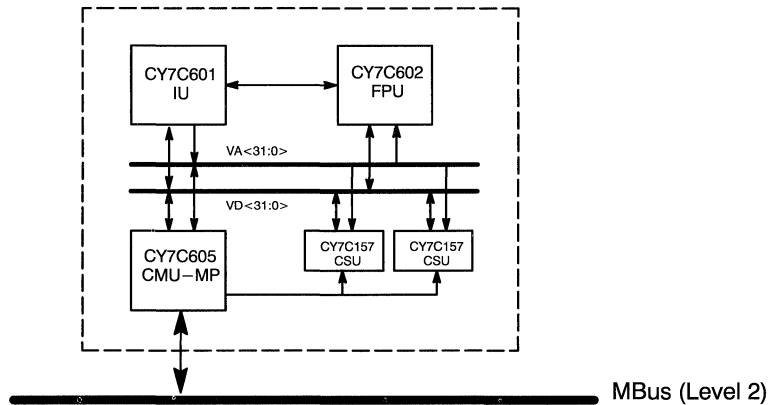 CY7C601
IU
CY7C602
FPU
VA<31:0>
VD<31:0>
CY7C605
CMU−MP
CY7C157
CSU
CY7C157
CSU
MBus (Level 2)